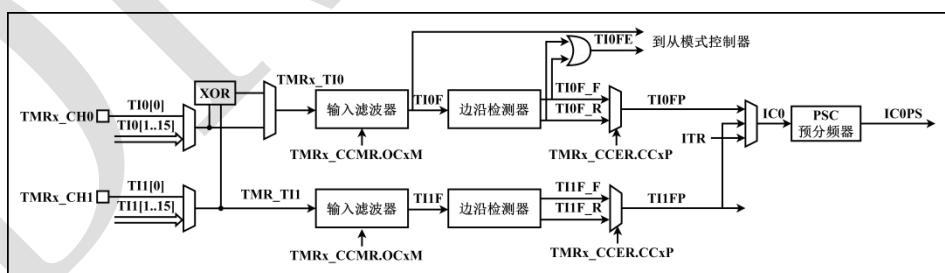 TI0FE
到从模式控制器
TMRx_TI0
XOR
TI0F_F
TI0[0]
TMRx_CH0
输入滤波器
TI0F
边沿检测器
TI0F_R
TI0FP
TI0[1..15]
IC0
PSC
预分频器
IC0PS
ITR
TMRx_CCMR.OCxM
TMRx_CCER.CCxP
TI1[0]
TI1F_F
TMRx_CH1
TMR_TI1
输入滤波器
TI1F
边沿检测器
TI1F_R
TI1FP
TI1[1..15]
TMRx_CCMR.OCxM
TMRx_CCER.CCxP